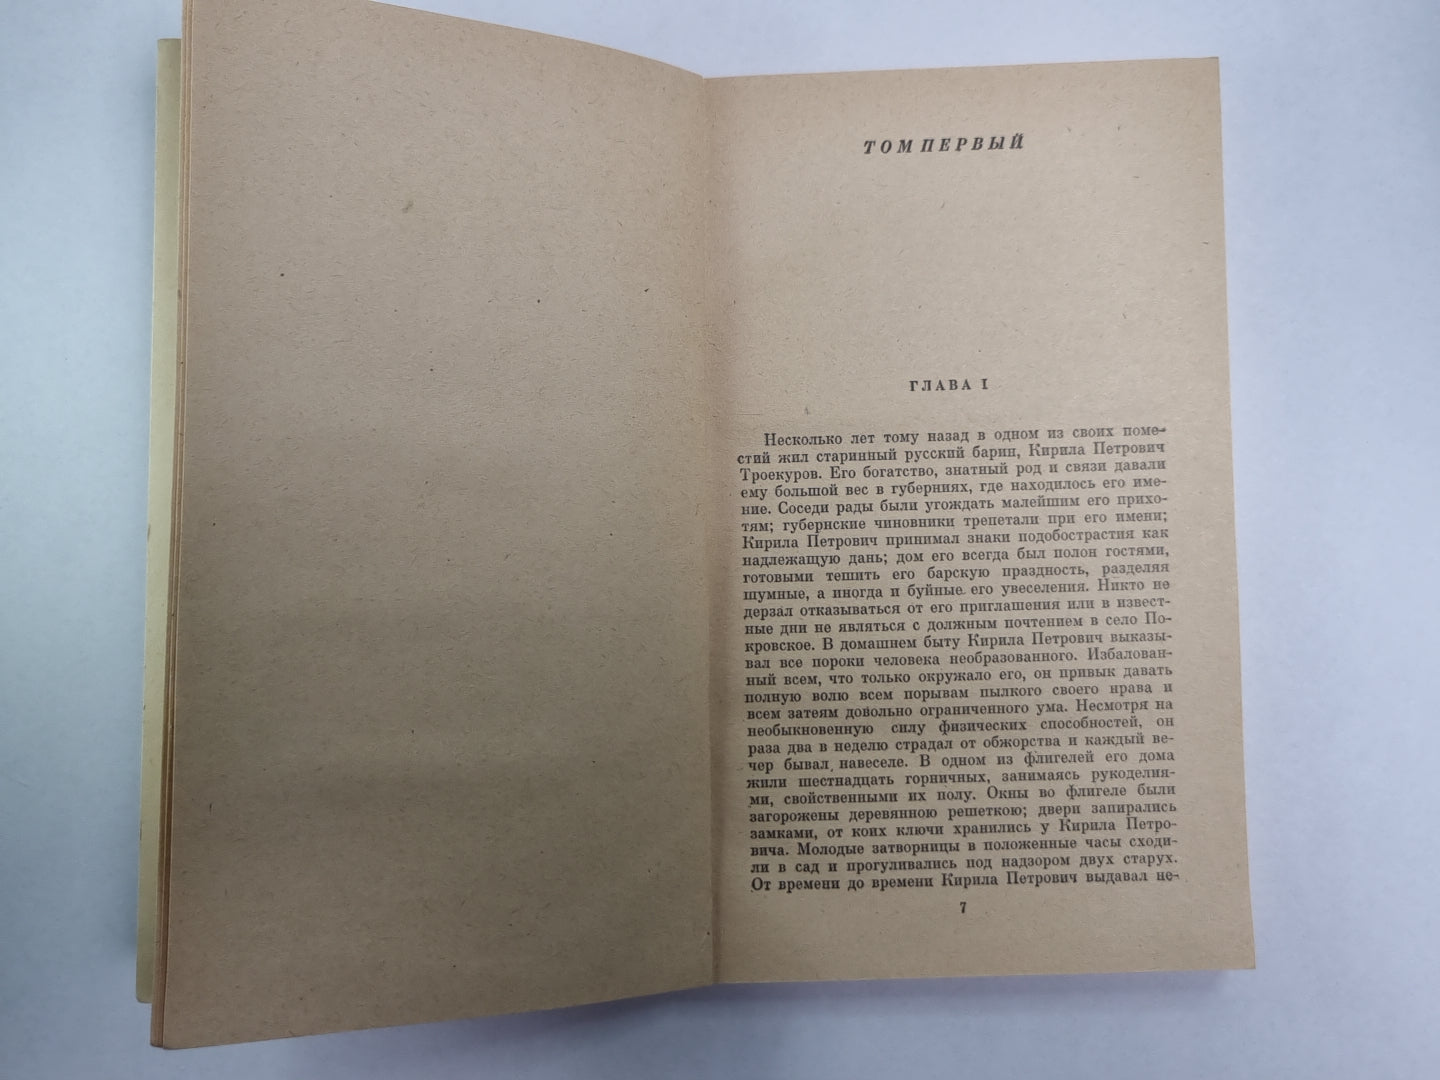 ТОМ ПЕРВЫЙ
ГЛАВА I
Несколько лет тому назад в одном из своих поме-
стий жил старинный русский барин, Кирила Петрович
Троекуров. Его богатство, знатный род и связи давали
ему большой вес в губерниях, где находилось его име-
ние. Соседи рады были угождать малейшим его прихо-
тям; губернские чиновники трепетали при его имени;
Кирила Петрович принимал знаки подобострастия как
надлежащую дань; дом его всегда был полон гостями,
готовыми тешить его барскую праздность, разделяя
шумные, а иногда и буйные его увеселения. Никто не
дерзал отказываться от его приглашения или в извест-
ные дни не являться с должным почтением в село По-
кровское. В домашнем быту Кирила Петрович выказы-
вал все пороки человека необразованного. Избалован-
ный всем, что только окружало его, он привык давать
полную волю всем порывам пылкого своего нрава и
всем затеям довольно ограниченного ума. Несмотря на
необыкновенную силу физических способностей, он
раза два в неделю страдал от обжорства и каждый ве-
чер бывал навеселе. В одном из флигелей его дома
жили шестнадцать горничных, занимаясь рукоделия-
ми, свойственными их полу. Окны во флигеле были
загорожены деревянною решеткою; двери запирались
замками, от коих ключи хранились у Кирила Петро-
вича. Молодые затворницы в положенные часы сходи-
ли в сад и прогуливались под надзором двух старух.
От времени до времени Кирила Петрович выдавал не-
7